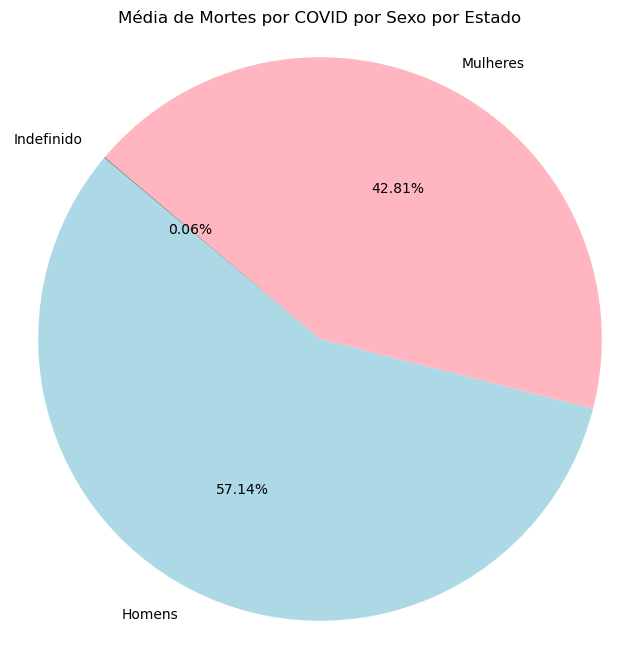 Média de Mortes por COVID por Sexo por Estado
Mulheres
Indefinido
42.81%
0.06%
57.14%
Homens